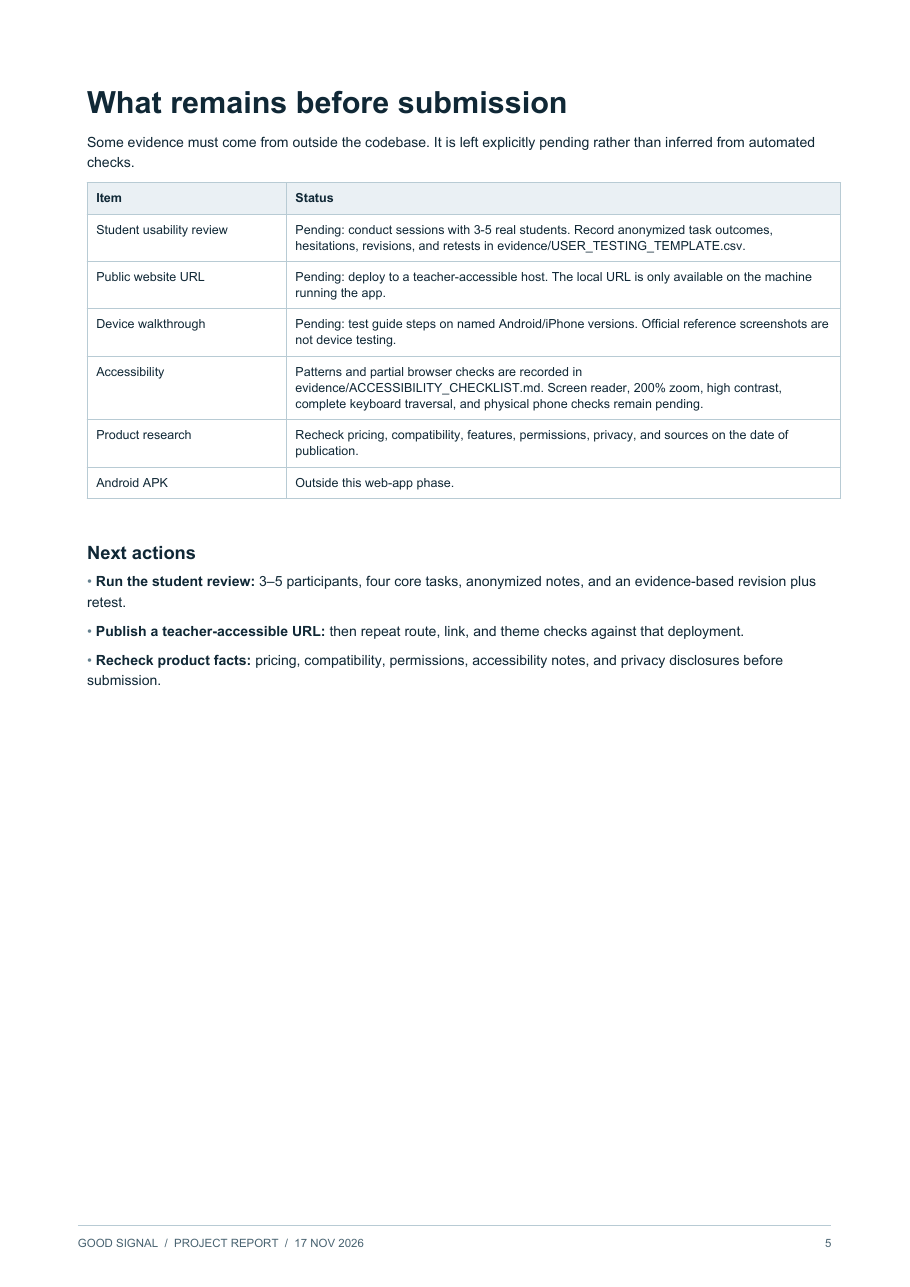 What remains before submission
Some evidence must come from outside the codebase. It is left explicitly pending rather than inferred from automated
checks.
Item Status
Student usability review Pending: conduct sessions with 3-5 real students. Record anonymized task outcomes,
hesitations, revisions, and retests in evidence/USER_TESTING_TEMPLATE.csv.
Public website URL Pending: deploy to a teacher-accessible host. The local URL is only available on the machine
running the app.
Device walkthrough Pending: test guide steps on named Android/iPhone versions. Official reference screenshots are
not device testing.
Accessibility Patterns and partial browser checks are recorded in
evidence/ACCESSIBILITY_CHECKLIST.md. Screen reader, 200% zoom, high contrast,
complete keyboard traversal, and physical phone checks remain pending.
Product research Recheck pricing, compatibility, features, permissions, privacy, and sources on the date of
publication.
Android APK Outside this web-app phase.
Next actions
• Run the student review: 3–5 participants, four core tasks, anonymized notes, and an evidence-based revision plus
retest.
• Publish a teacher-accessible URL: then repeat route, link, and theme checks against that deployment.
• Recheck product facts: pricing, compatibility, permissions, accessibility notes, and privacy disclosures before
submission.
GOOD SIGNAL / PROJECT REPORT / 17 NOV 2026 5